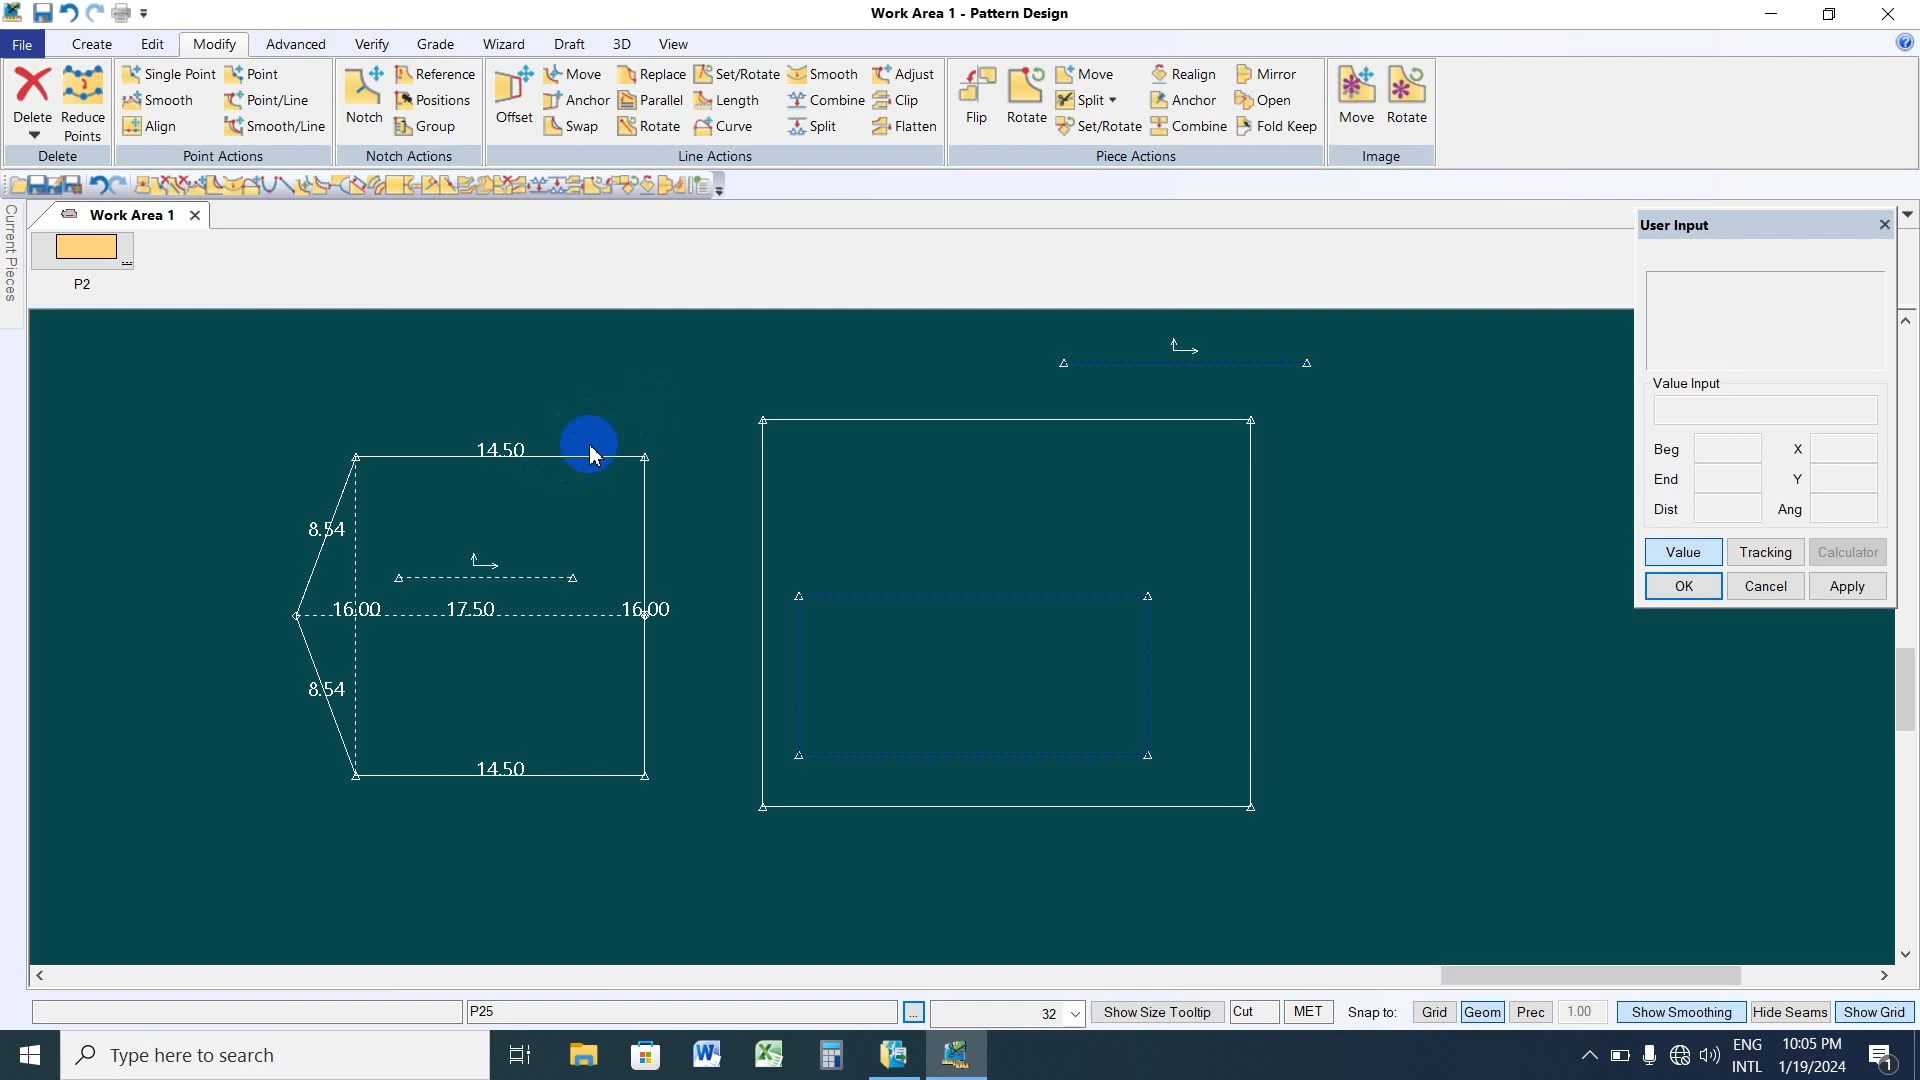 Work Area 1 - Pattern Design
File Create Edit Modify Advanced Verify Grade Wizard Draft 3D View
Delete
Reduce Points
Delete
Single Point
Smooth
Align
Point
Point/Line
Smooth/Line
Point Actions
Notch
Reference
Positions
Group
Notch Actions
Offset
Move
Anchor
Swap
Replace
Parallel
Rotate
Set/Rotate
Length
Curve
Smooth
Combine
Split
Adjust
Clip
Flatten
Line Actions
Flip
Rotate
Move
Split
Set/Rotate
Realign
Anchor
Combine
Mirror
Open
Fold Keep
Piece Actions
Move
Rotate
Image
Current Pieces
Work Area 1
P2
14.50
8.54
16.00
17.50
16.00
8.54
14.50
User Input
Value Input
Beg X
End Y
Dist Ang
Value Tracking Calculator
OK Cancel Apply
P25 ... 32 Show Size Tooltip Cut MET Snap to: Grid Geom Prec 1.00 Show Smoothing Hide Seams Show Grid
Type here to search
ENG
INTL
10:05 PM
1/19/2024
1